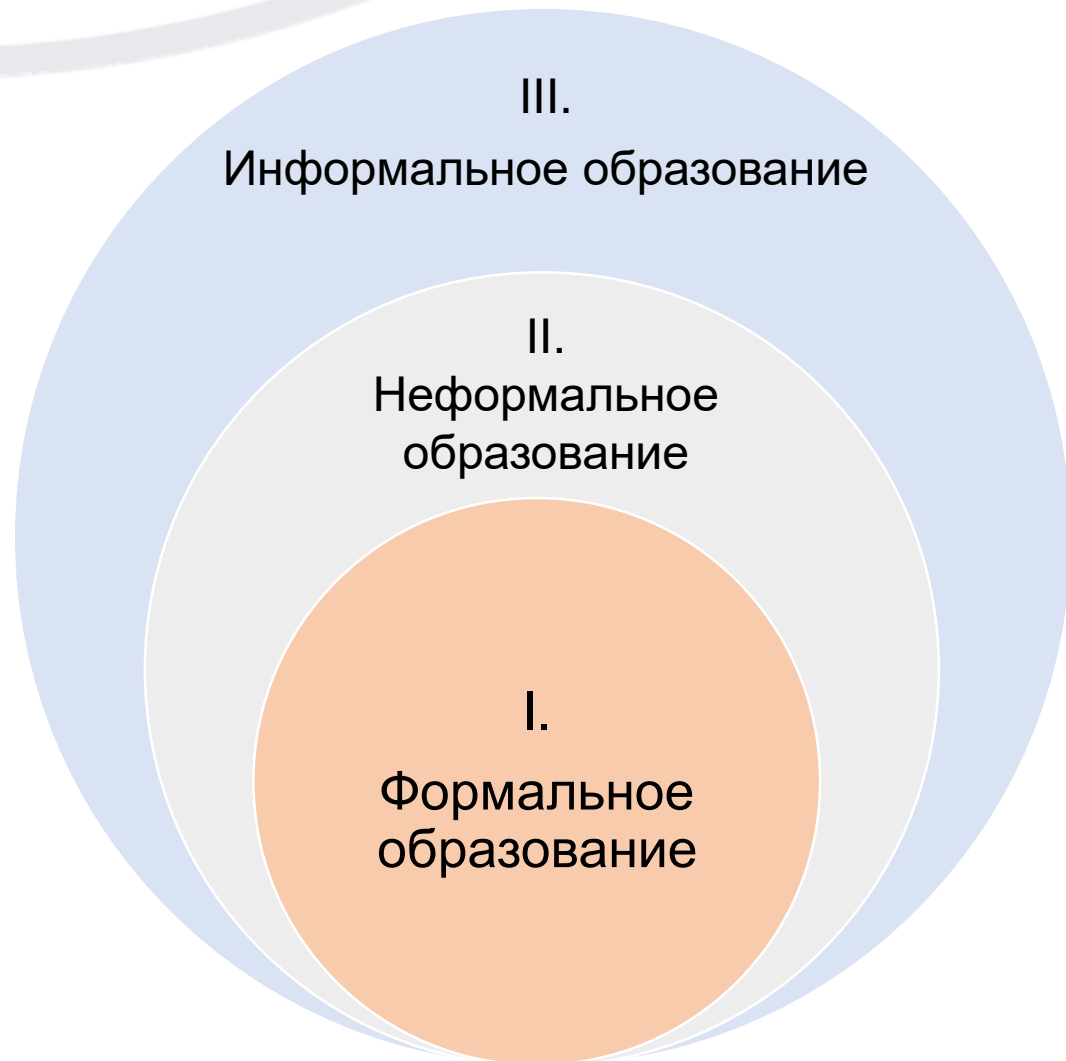 III.
Информальное образование
II.
Неформальное
образование
I.
Формальное
образование